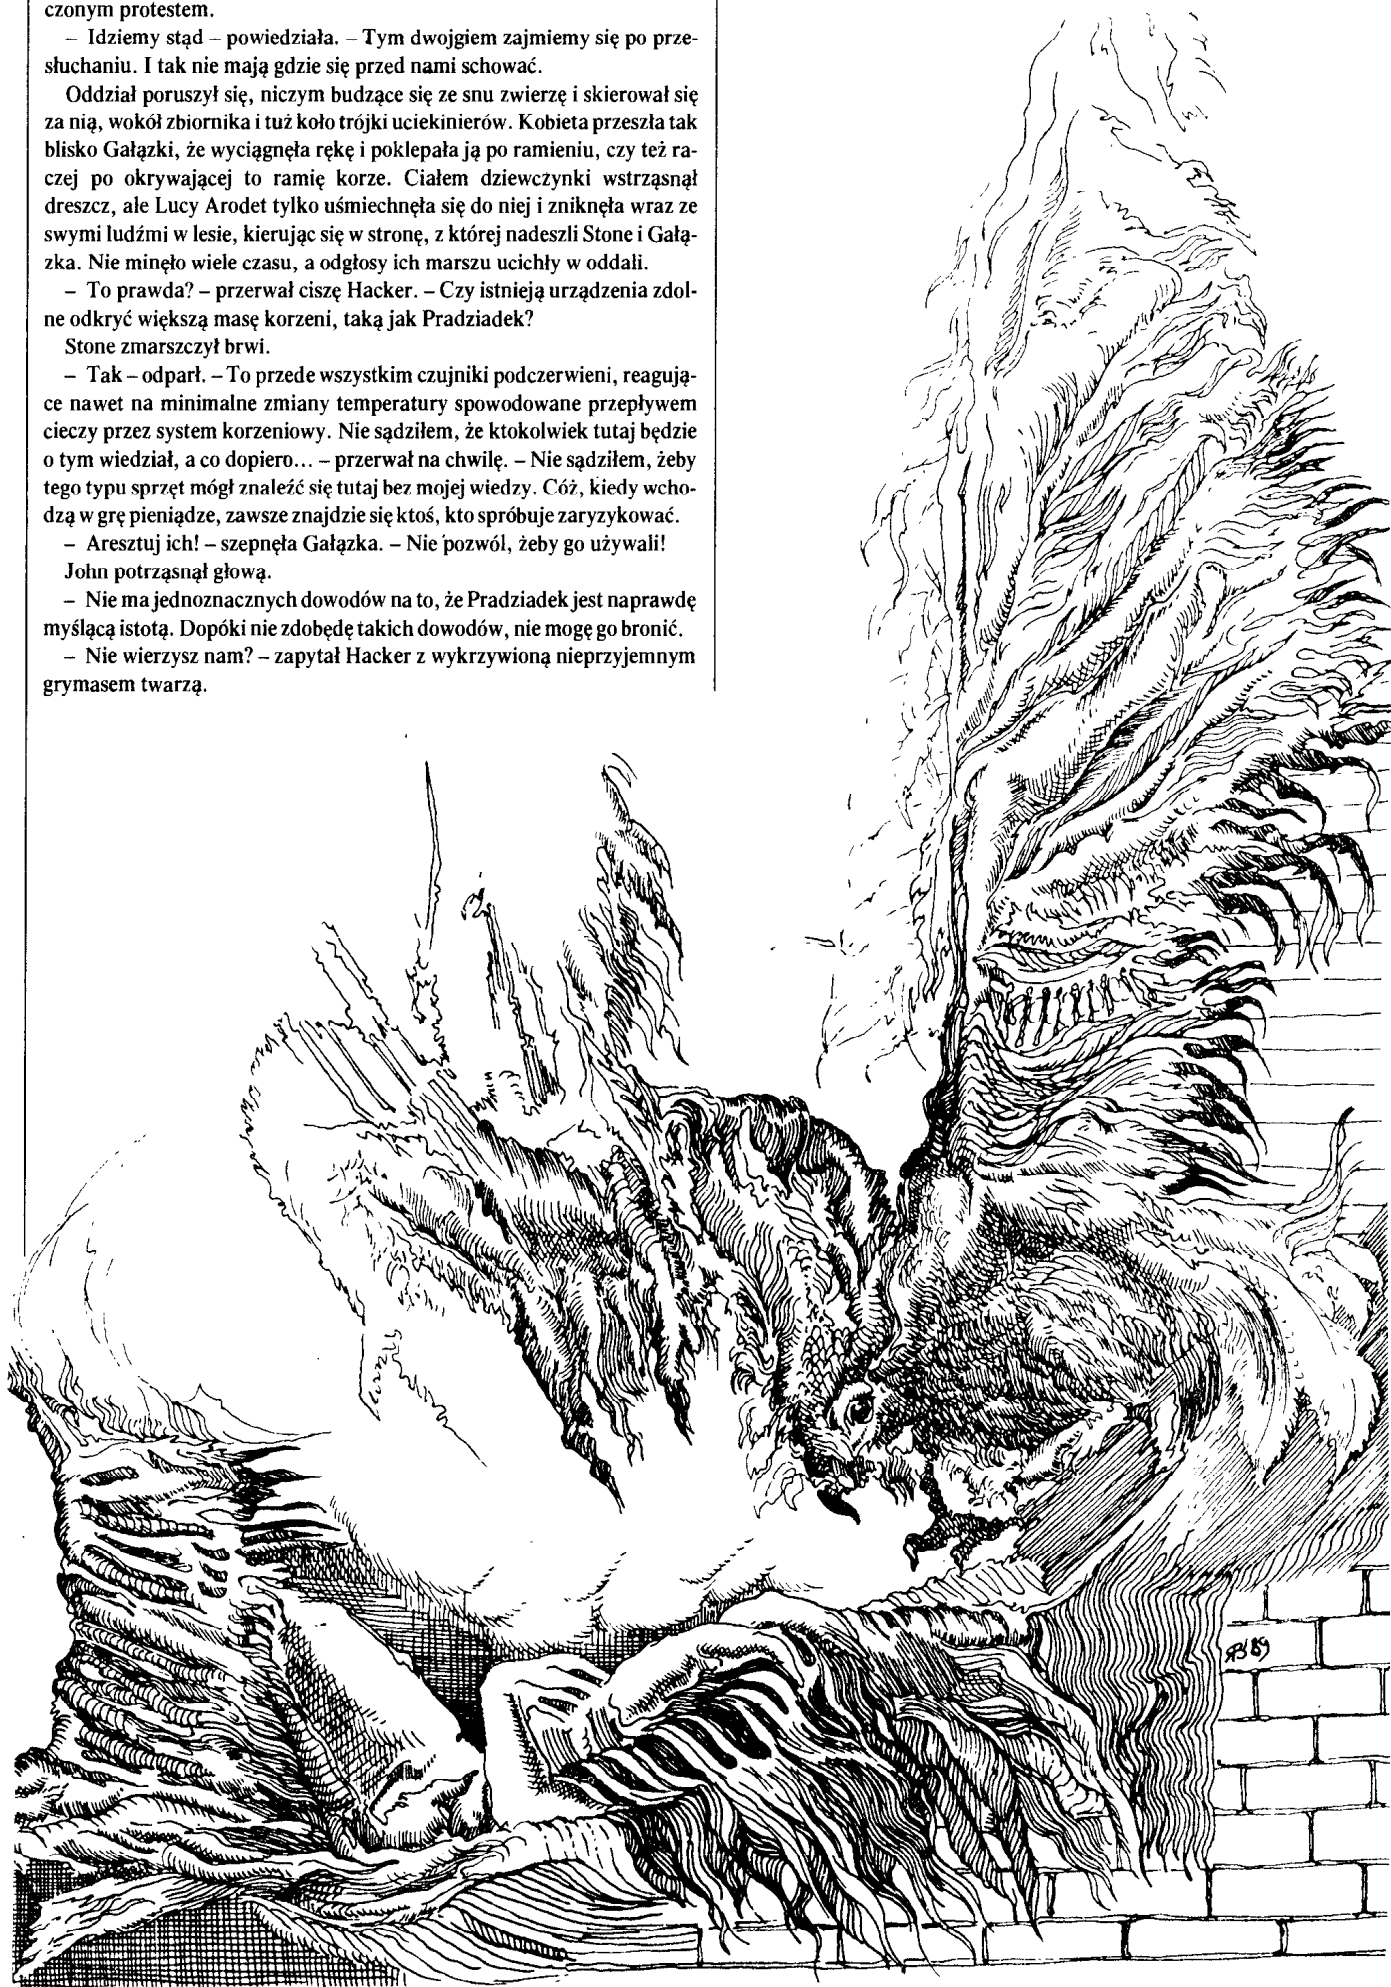 czonym protestem.
– Idziemy stąd – powiedziała. – Tym dwojgiem zajmiemy się po prze-
słuchaniu. I tak nie mają gdzie się przed nami schować.
Oddział poruszył się, niczym budzące się ze snu zwierzę i skierował się
za nią, wokół zbiornika i tuż koło trójki uciekinierów. Kobieta przeszła tak
blisko Gałązki, że wyciągnęła rękę i poklepała ją po ramieniu, czy też ra-
czej po okrywającej to ramię korze. Ciałem dziewczynki wstrząsnął
dreszcz, ale Lucy Arodet tylko uśmiechnęła się do niej i zniknęła wraz ze
swymi ludźmi w lesie, kierując się w stronę, z której nadeszli Stone i Gałą-
zka. Nie minęło wiele czasu, a odgłosy ich marszu ucichły w oddali.
– To prawda? – przerwał ciszę Hacker. – Czy istnieją urządzenia zdol-
ne odkryć większą masę korzeni, taką jak Pradziadek?
Stone zmarszczył brwi.
– Tak – odparł. – To przede wszystkim czujniki podczerwieni, reagują-
ce nawet na minimalne zmiany temperatury spowodowane przepływem
cieczy przez system korzeniowy. Nie sądziłem, że ktokolwiek tutaj będzie
o tym wiedział, a co dopiero... – przerwał na chwilę. – Nie sądziłem, żeby
tego typu sprzęt mógł znaleźć się tutaj bez mojej wiedzy. Cóż, kiedy wcho-
dzą w grę pieniądze, zawsze znajdzie się ktoś, kto spróbuje zaryzykować.
– Aresztuj ich! – szepnęła Gałązka. – Nie pozwól, żeby go używali!
John potrząsnął głową.
– Nie ma jednoznacznych dowodów na to, że Pradziadek jest naprawdę
myślącą istotą. Dopóki nie zdobędę takich dowodów, nie mogę go bronić.
– Nie wierzysz nam? – zapytał Hacker z wykrzywioną nieprzyjemnym
grymasem twarzą.